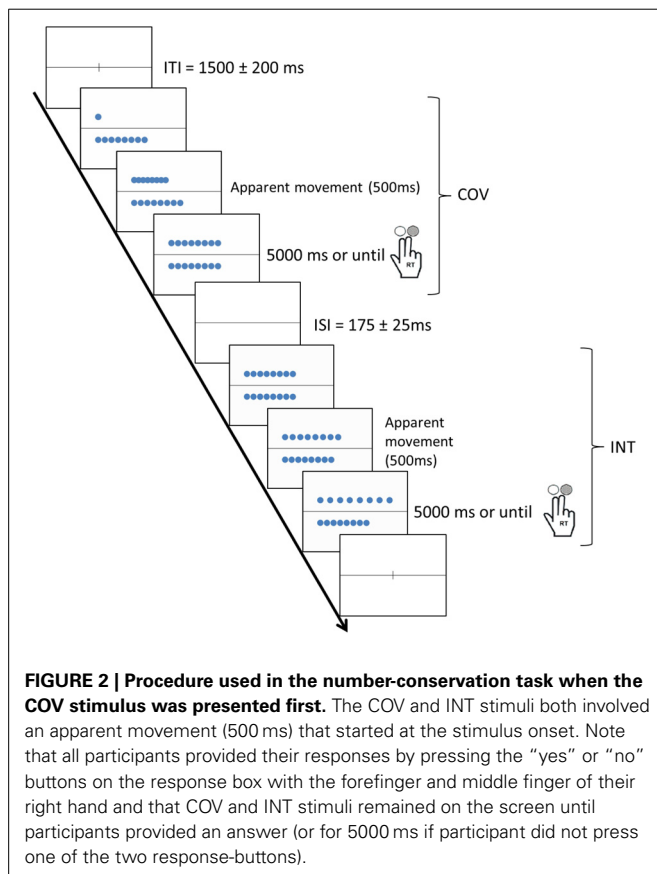 ITI = 1500 ± 200 ms
Apparent movement (500ms)
COV
5000 ms or until
RT
ISI = 175 ± 25ms
Apparent
movement
(500ms)
INT
5000 ms or until
RT
FIGURE 2 | Procedure used in the number-conservation task when the
COV stimulus was presented first. The COV and INT stimuli both involved
an apparent movement (500 ms) that started at the stimulus onset. Note
that all participants provided their responses by pressing the “yes” or “no”
buttons on the response box with the forefinger and middle finger of their
right hand and that COV and INT stimuli remained on the screen until
participants provided an answer (or for 5000 ms if participant did not press
one of the two response-buttons).